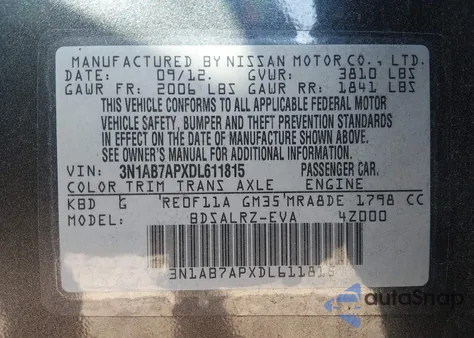 MANUFACTURED BY NISSAN MOTOR CO., LTD.
DATE: 09/12. GVWR: 3810 LBS
GAWR FR: 2006 LBS GAWR RR: 1841 LBS
THIS VEHICLE CONFORMS TO ALL APPLICABLE FEDERAL MOTOR
VEHICLE SAFETY, BUMPER AND THEFT PREVENTION STANDARDS
IN EFFECT ON THE DATE OF MANUFACTURE SHOWN ABOVE.
SEE OWNER'S MANUAL FOR ADDITIONAL INFORMATION.
VIN: 3N1AB7APXDL611815 PASSENGER CAR.
COLOR TRIM TRANS AXLE ENGINE
KBD G RE0F11A GM35 MRA8DE 1798 CC
MODEL: BDSALRZ-EVA 4Z000
3N1AB7APXDL611815
autoSnap